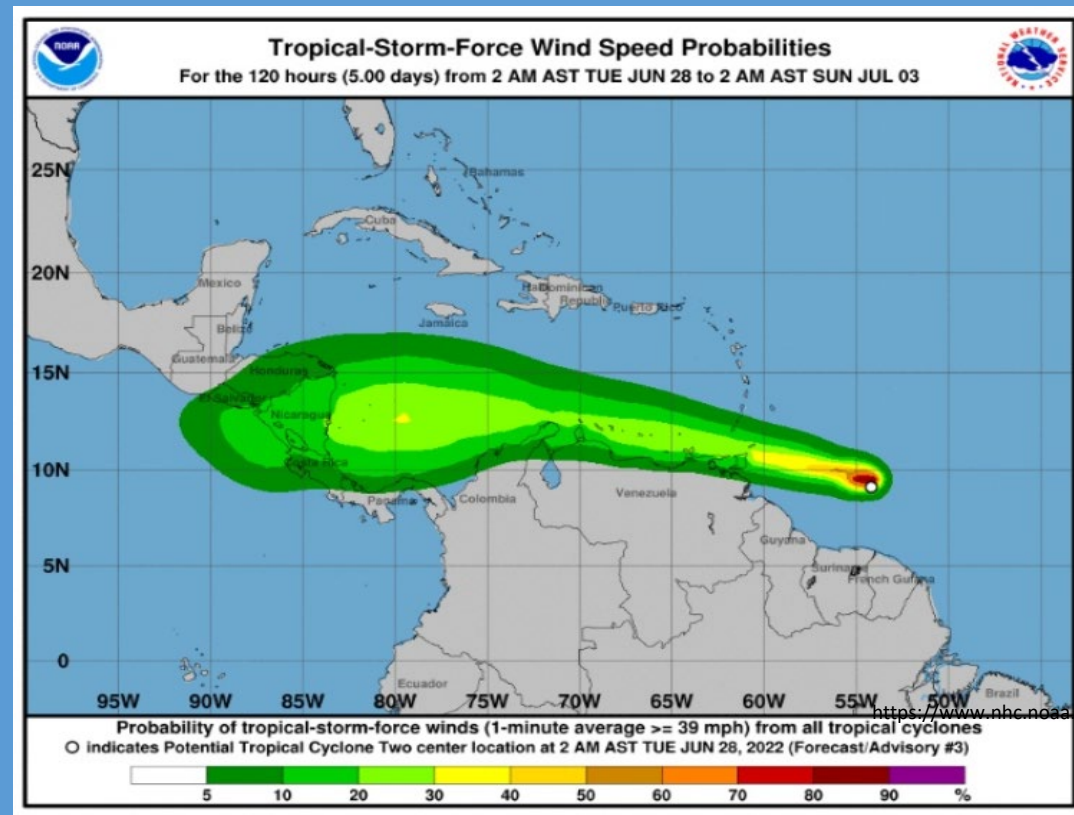 NOAA
Tropical-Storm-Force Wind Speed Probabilities
For the 120 hours (5.00 days) from 2 AM AST TUE JUN 28 to 2 AM AST SUN JUL 03
NATIONAL WEATHER SERVICE
25N
Bahamas
Cuba
20N
Mexico
Dominican
Republic
Puerto Rico
Jamaica
Belize
Guatemala
15N
Honduras
El Salvador
Nicaragua
10N
Costa Rica
Panama
Colombia
Venezuela
Guyana
5N
Suriname
French Guiana
0
Ecuador
Brazil
95W 90W 85W 80W 75W 70W 65W 60W 55W 50W
https://www.nhc.noaa
Probability of tropical-storm-force winds (1-minute average >= 39 mph) from all tropical cyclones
O indicates Potential Tropical Cyclone Two center location at 2 AM AST TUE JUN 28, 2022 (Forecast/Advisory #3)
5 10 20 30 40 50 60 70 80 90 %